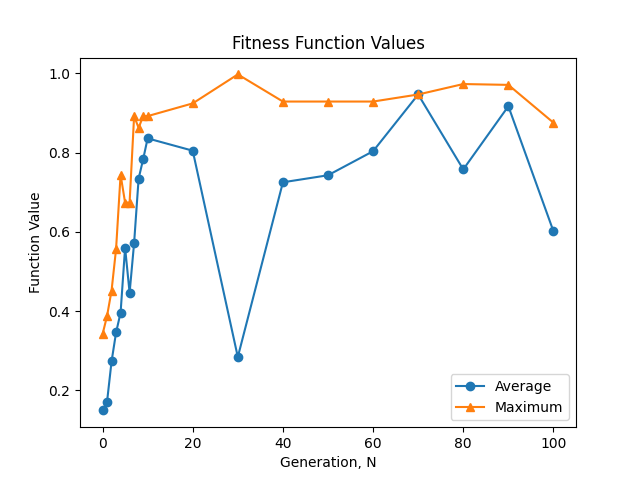 Fitness Function Values
Function Value
1.0
0.8
0.6
0.4
0.2
0 20 40 60 80 100
Generation, N
Average
Maximum